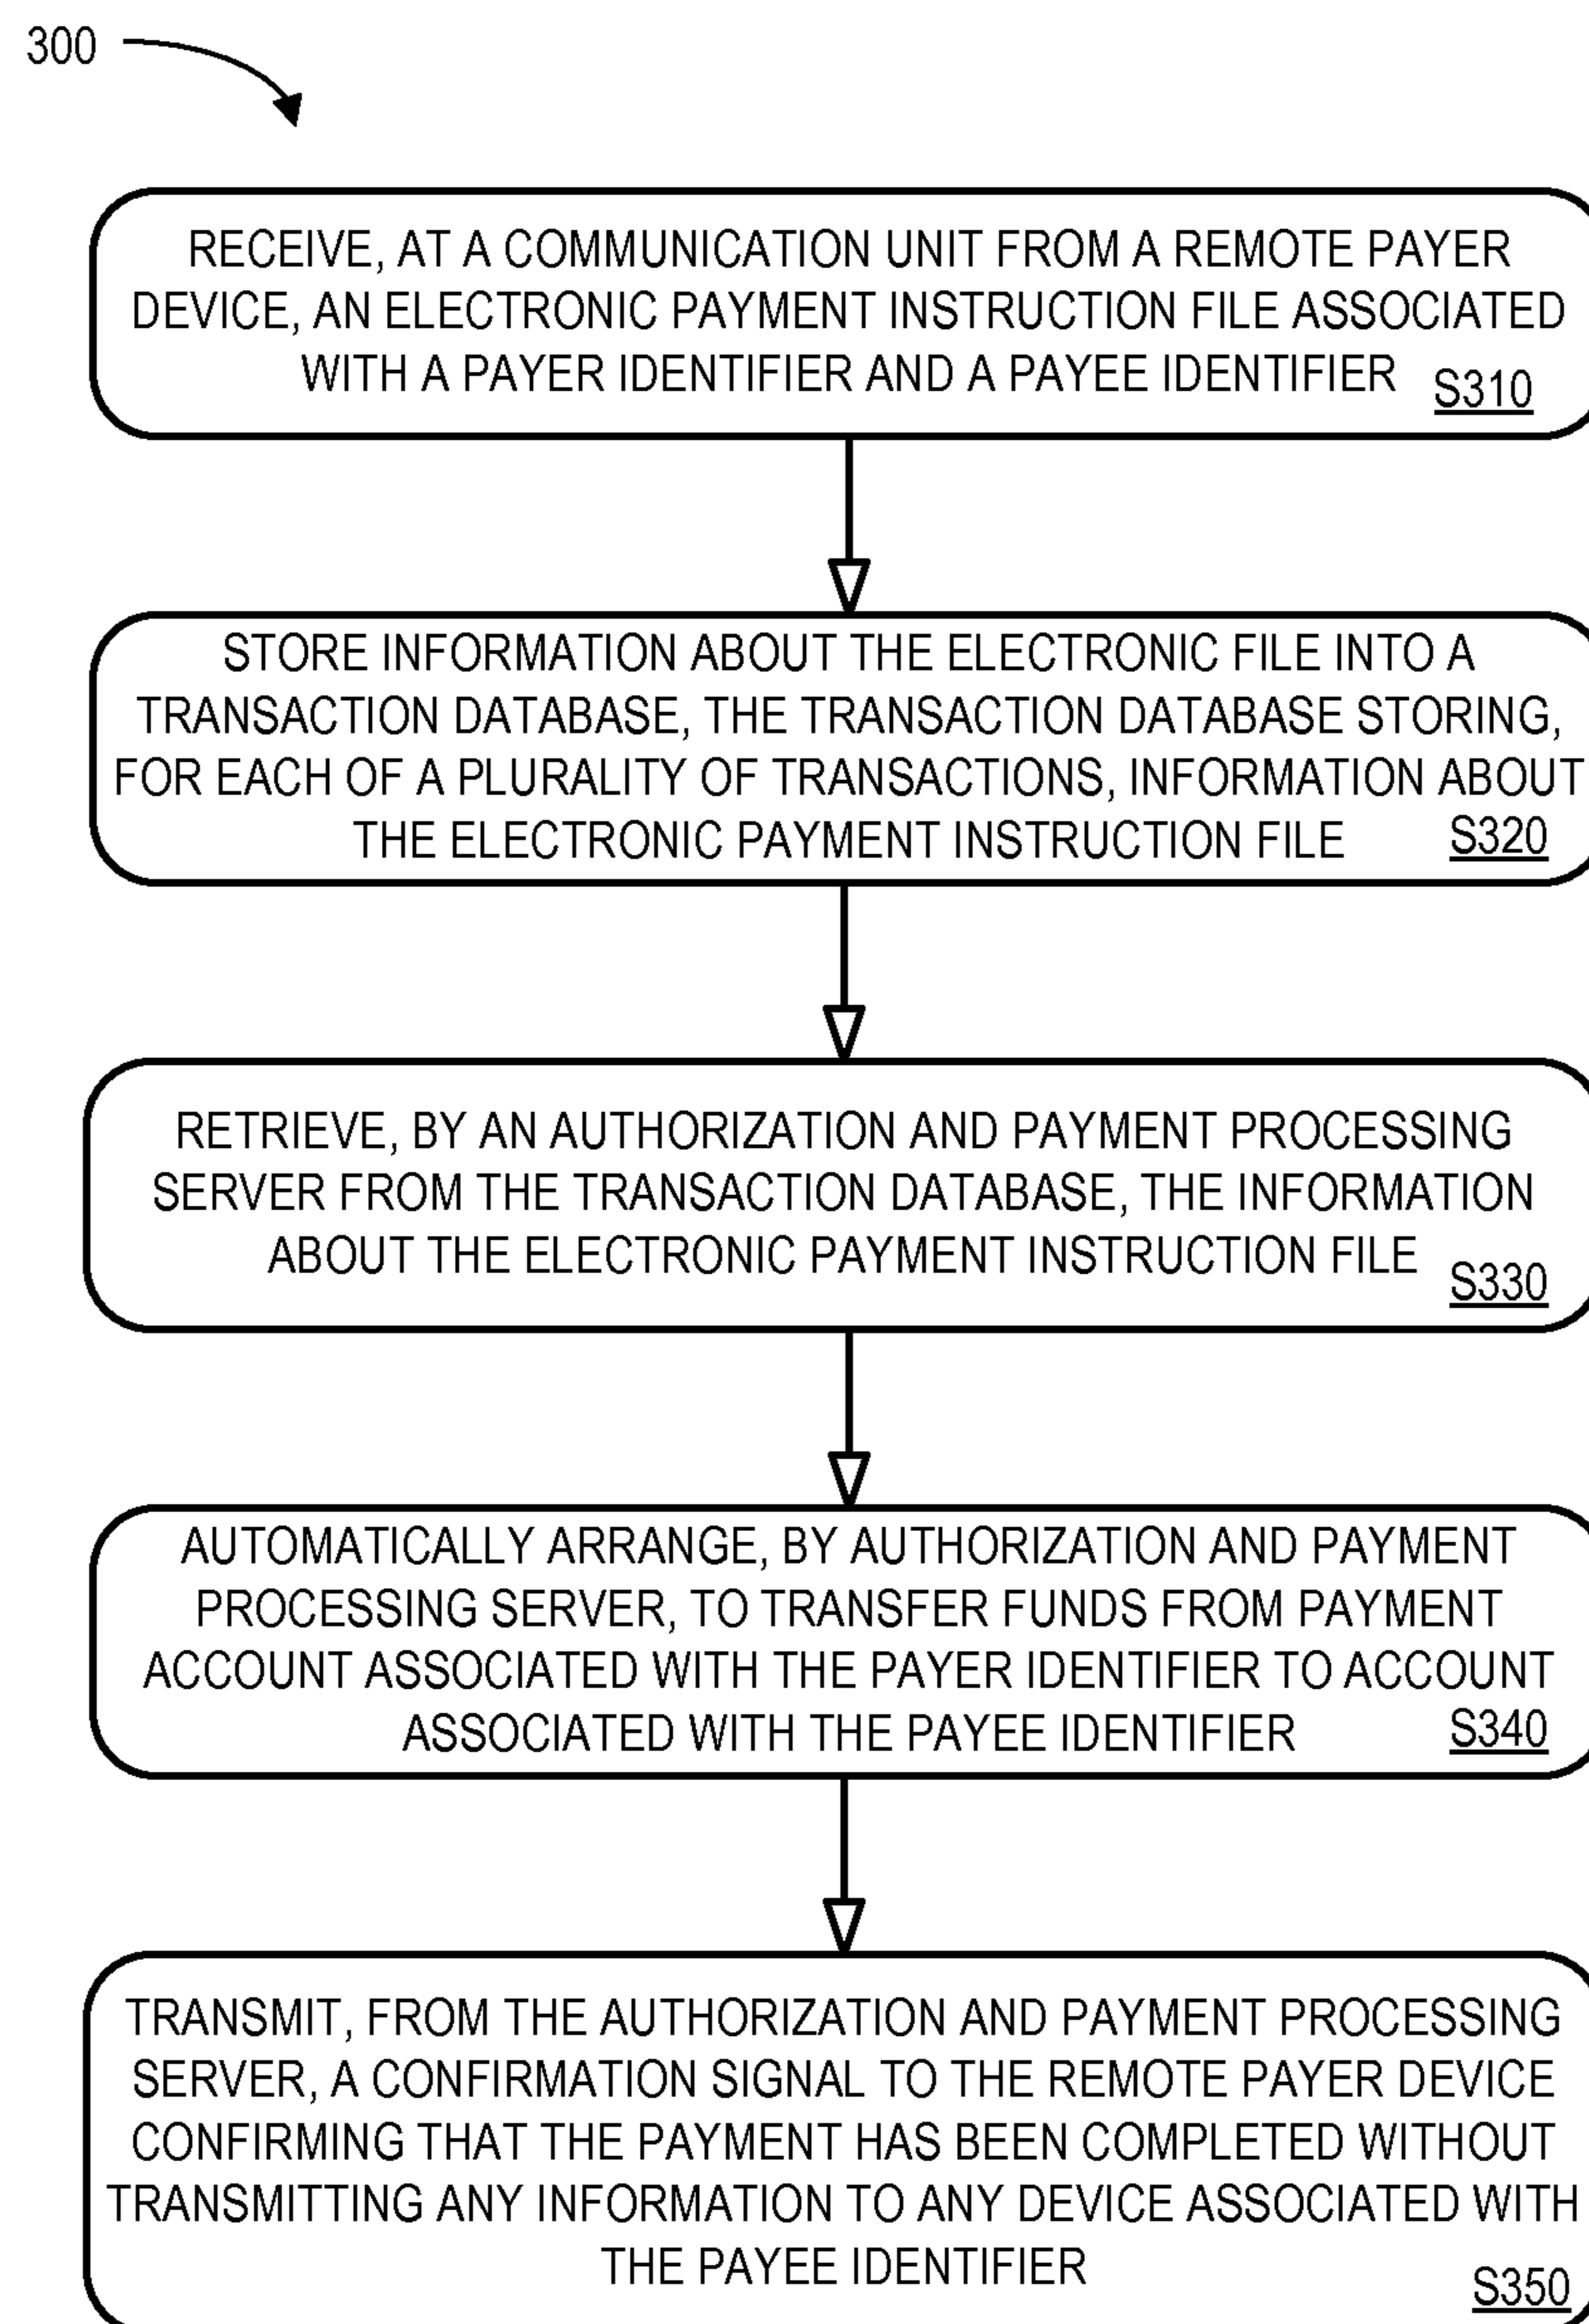 300
RECEIVE, AT A COMMUNICATION UNIT FROM A REMOTE PAYER
DEVICE, AN ELECTRONIC PAYMENT INSTRUCTION FILE ASSOCIATED
WITH A PAYER IDENTIFIER AND A PAYEE IDENTIFIER
S310
STORE INFORMATION ABOUT THE ELECTRONIC FILE INTO A
TRANSACTION DATABASE, THE TRANSACTION DATABASE STORING,
FOR EACH OF A PLURALITY OF TRANSACTIONS, INFORMATION ABOUT
THE ELECTRONIC PAYMENT INSTRUCTION FILE
S320
RETRIEVE, BY AN AUTHORIZATION AND PAYMENT PROCESSING
SERVER FROM THE TRANSACTION DATABASE, THE INFORMATION
ABOUT THE ELECTRONIC PAYMENT INSTRUCTION FILE
S330
AUTOMATICALLY ARRANGE, BY AUTHORIZATION AND PAYMENT
PROCESSING SERVER, TO TRANSFER FUNDS FROM PAYMENT
ACCOUNT ASSOCIATED WITH THE PAYER IDENTIFIER TO ACCOUNT
ASSOCIATED WITH THE PAYEE IDENTIFIER
S340
TRANSMIT, FROM THE AUTHORIZATION AND PAYMENT PROCESSING
SERVER, A CONFIRMATION SIGNAL TO THE REMOTE PAYER DEVICE
CONFIRMING THAT THE PAYMENT HAS BEEN COMPLETED WITHOUT
TRANSMITTING ANY INFORMATION TO ANY DEVICE ASSOCIATED WITH
THE PAYEE IDENTIFIER
S350